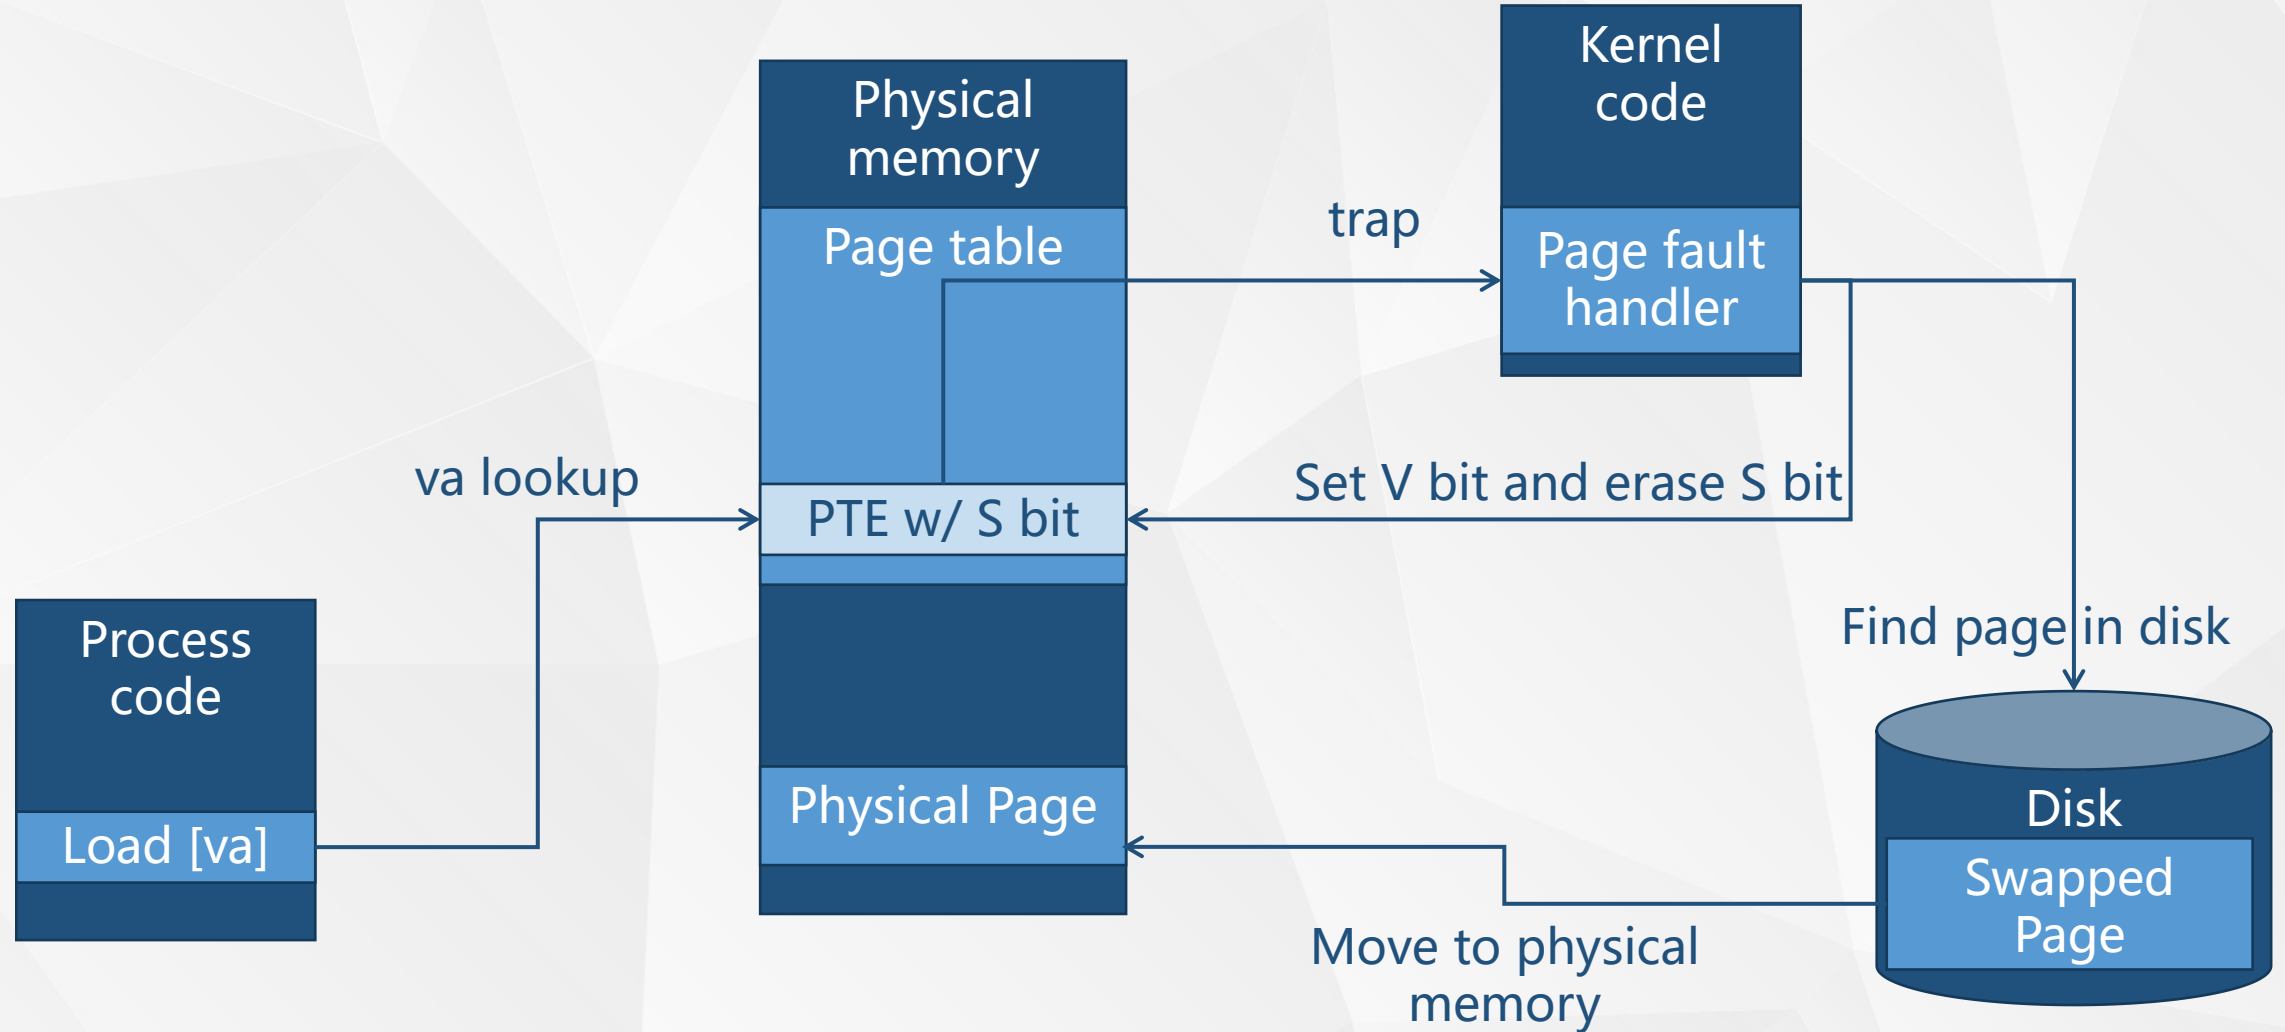 Kernel
code
Physical
memory
trap
Page table
Page fault
handler
va lookup
Set V bit and erase S bit
PTE w/ S bit
Process
code
Find page in disk
Physical Page
Disk
Load [va]
Swapped
Page
Move to physical
memory